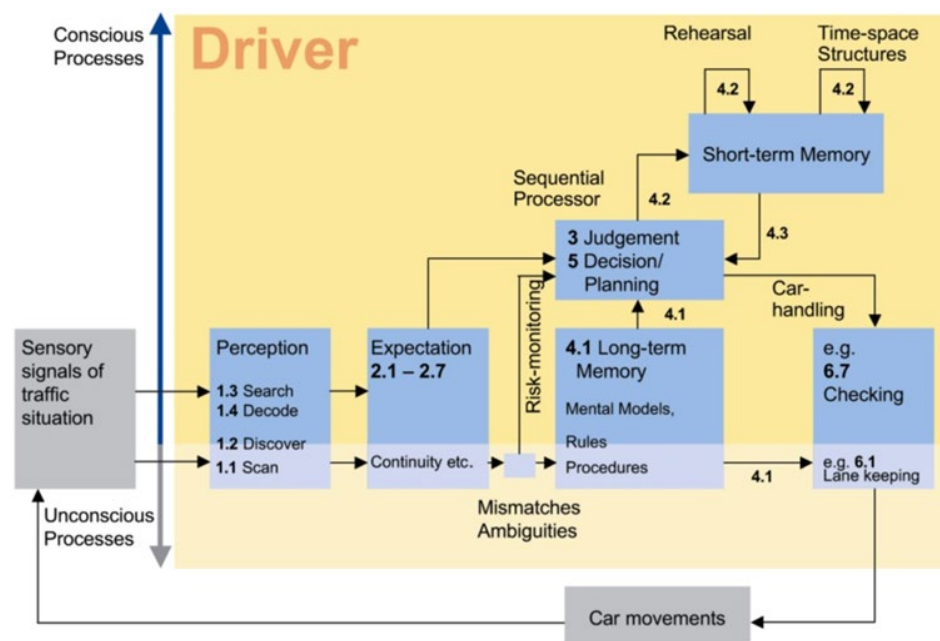 Conscious
Processes
Driver
Rehearsal
Time-space
Structures
4.2
4.2
Short-term Memory
Sequential
Processor
4.2
4.3
3 Judgement
5 Decision/
Planning
Car-
handling
Risk-monitoring
4.1
Sensory
signals of
traffic
situation
Perception
1.3 Search
1.4 Decode
1.2 Discover
1.1 Scan
Expectation
2.1 – 2.7
Continuity etc.
4.1 Long-term
Memory
Mental Models,
Rules
Procedures
4.1
e.g.
6.7
Checking
e.g. 6.1
Lane keeping
Mismatches
Ambiguities
Unconscious
Processes
Car movements